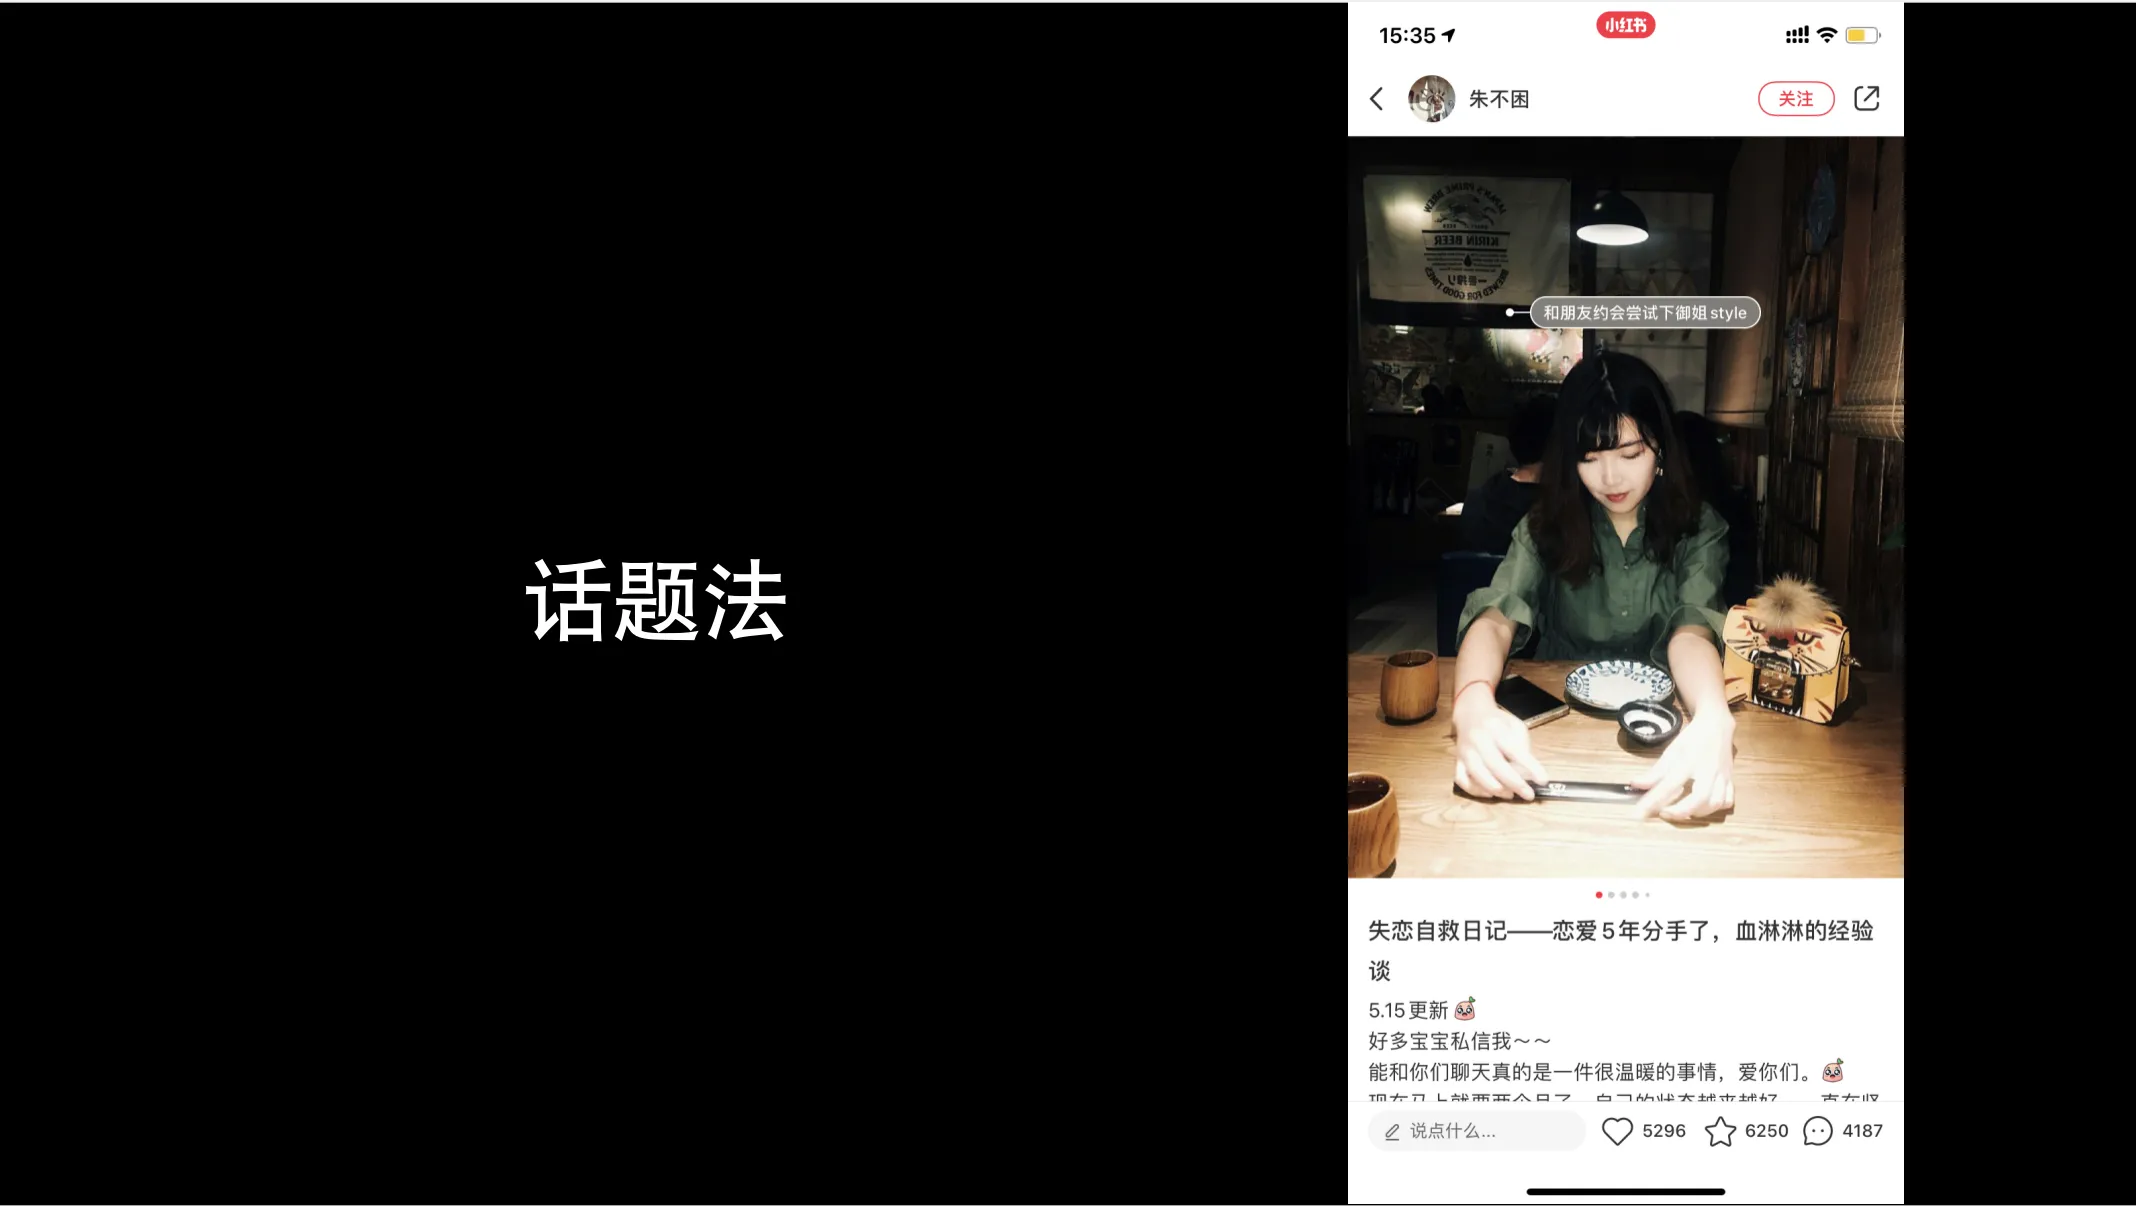 话题法
15:35
小红书
朱不困
关注
和朋友约会尝试下御姐style
KIRIN BEER
失恋自救日记——恋爱5年分手了，血淋淋的经验
谈
5.15更新
好多宝宝私信我～～
能和你们聊天真的是一件很温暖的事情，爱你们。
说点什么...
5296
6250
4187